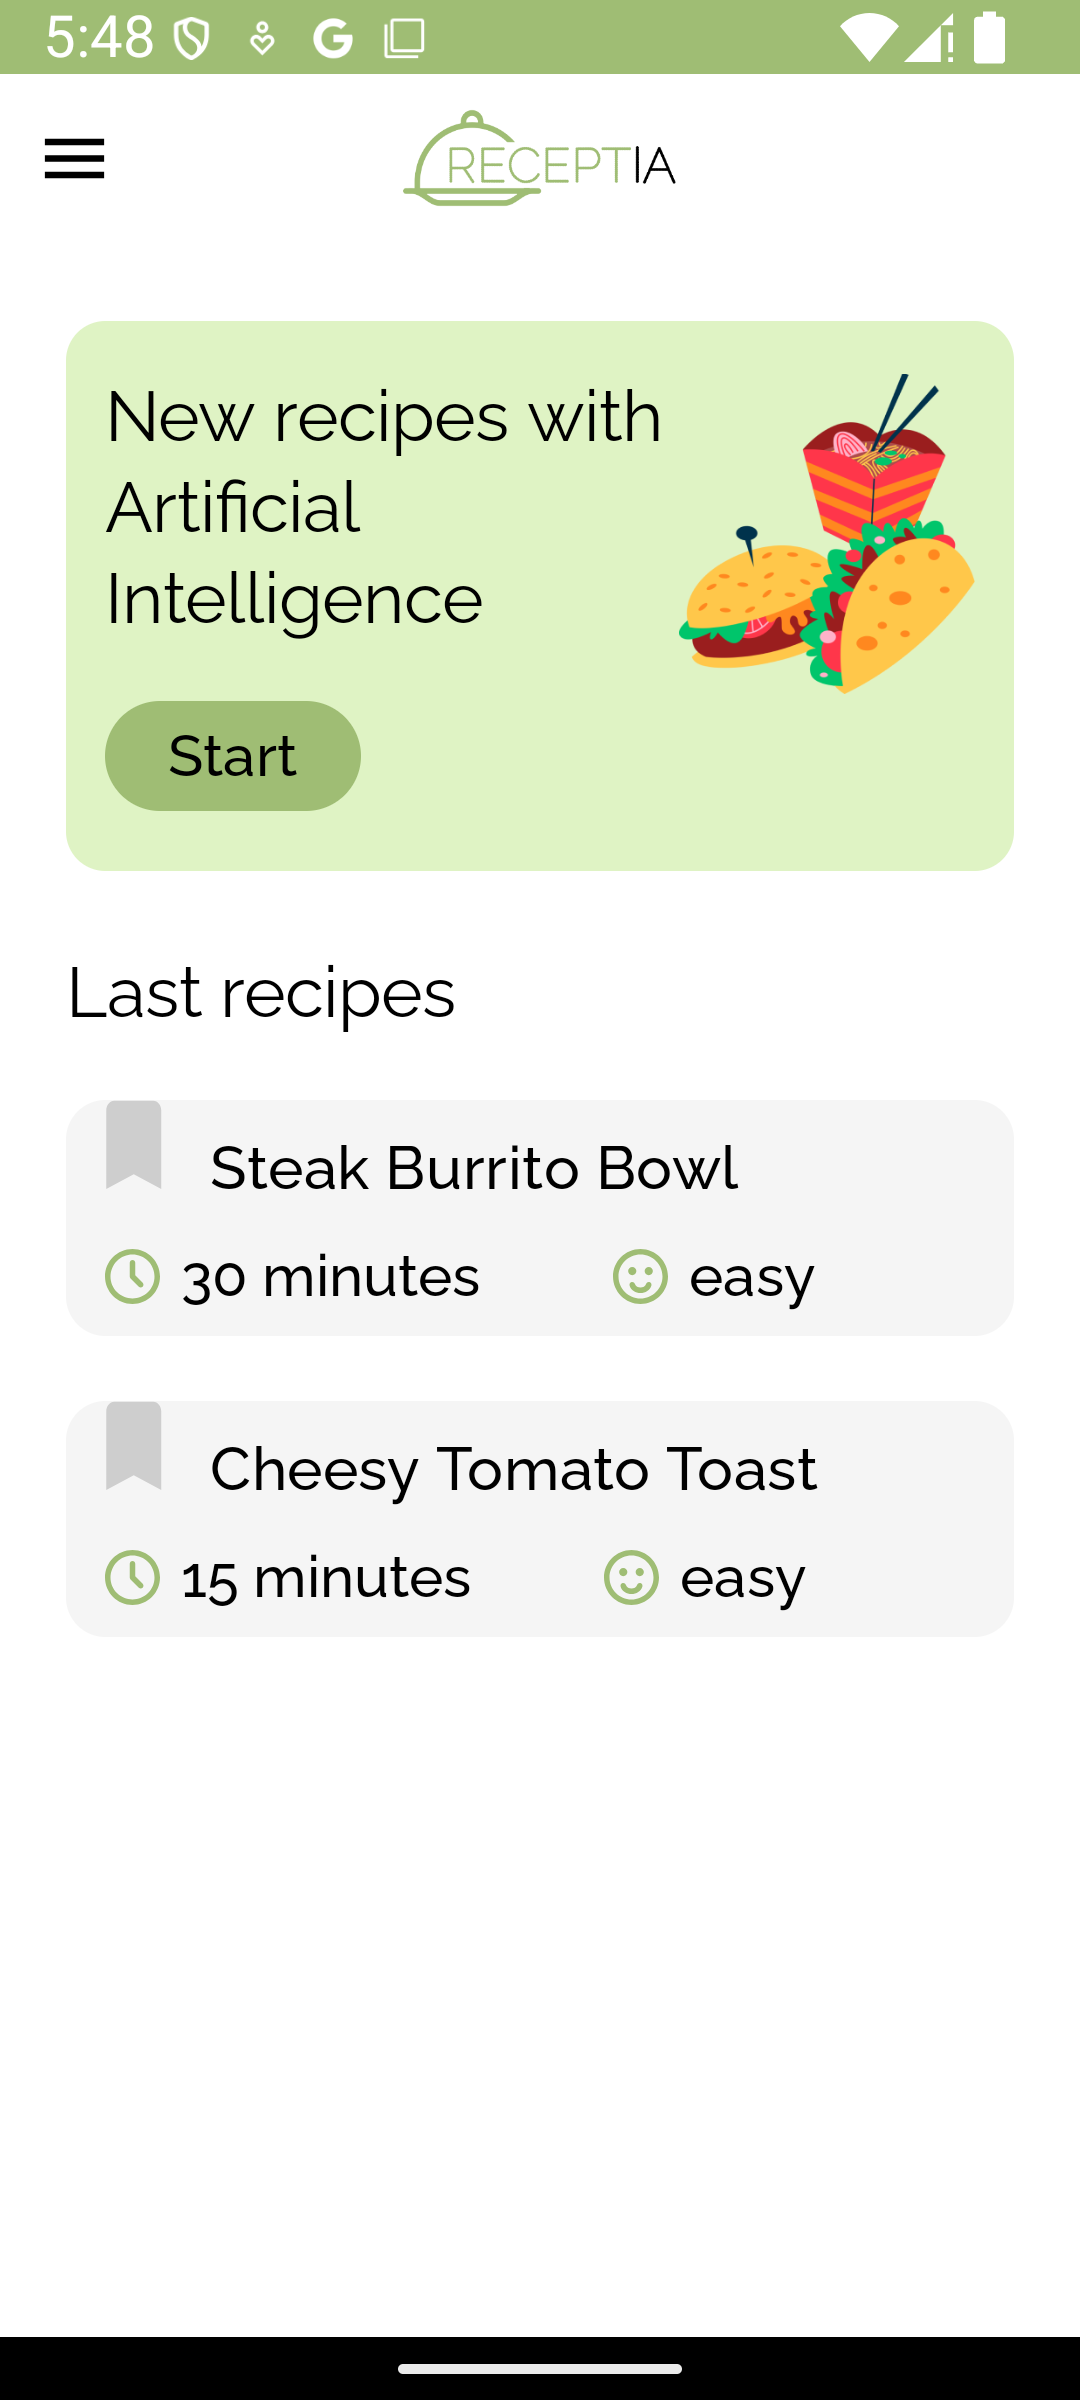 5:48
RECEPTIA
New recipes with
Artificial
Intelligence
Start
Last recipes
Steak Burrito Bowl
30 minutes easy
Cheesy Tomato Toast
15 minutes easy